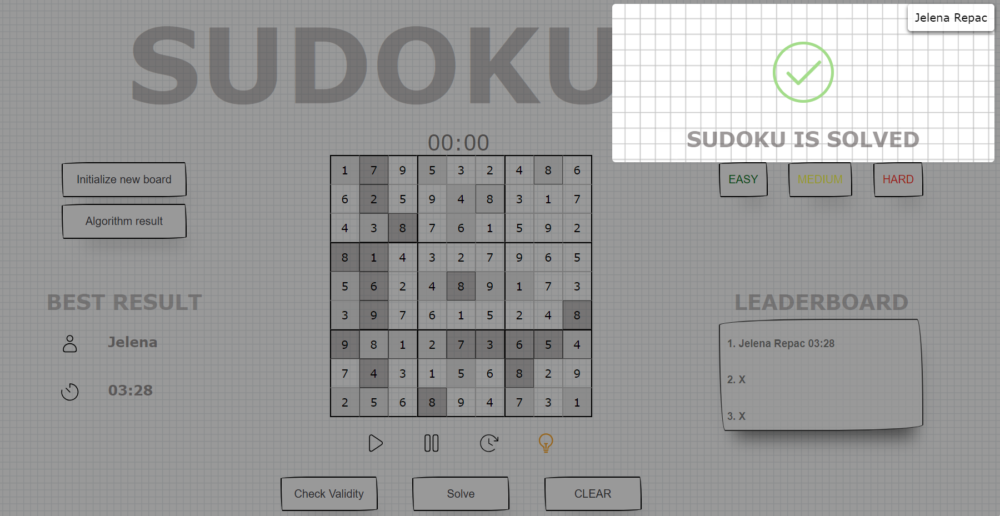 SUDOKU
Jelena Repac
SUDOKU IS SOLVED
00:00
Initialize new board
Algorithm result
EASY MEDIUM HARD
1 7 9 5 3 2 4 8 6
6 2 5 9 4 8 3 1 7
4 3 8 7 6 1 5 9 2
8 1 4 3 2 7 9 6 5
5 6 2 4 8 9 1 7 3
3 9 7 6 1 5 2 4 8
9 8 1 2 7 3 6 5 4
7 4 3 1 5 6 8 2 9
2 5 6 8 9 4 7 3 1
BEST RESULT
Jelena
03:28
LEADERBOARD
1. Jelena Repac 03:28
2. X
3. X
Check Validity Solve CLEAR